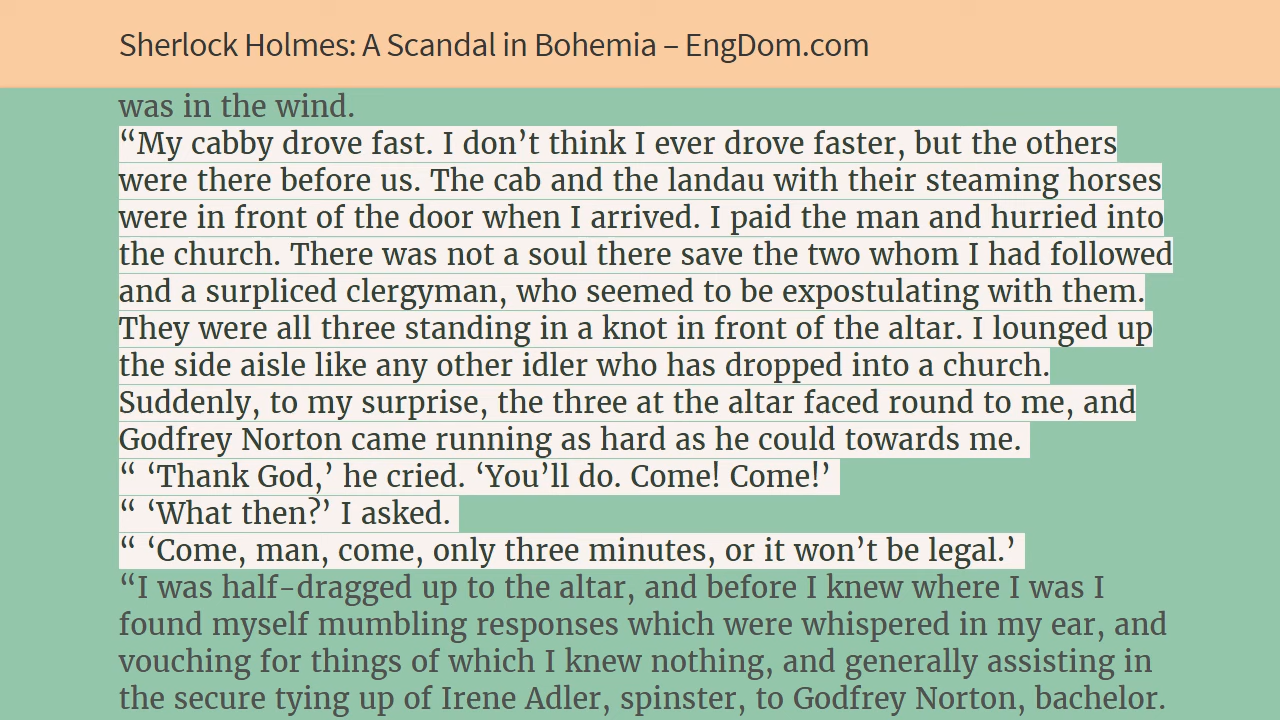 Sherlock Holmes: A Scandal in Bohemia – EngDom.com
was in the wind.
“My cabby drove fast. I don’t think I ever drove faster, but the others
were there before us. The cab and the landau with their steaming horses
were in front of the door when I arrived. I paid the man and hurried into
the church. There was not a soul there save the two whom I had followed
and a surpliced clergyman, who seemed to be expostulating with them.
They were all three standing in a knot in front of the altar. I lounged up
the side aisle like any other idler who has dropped into a church.
Suddenly, to my surprise, the three at the altar faced round to me, and
Godfrey Norton came running as hard as he could towards me.
“ ‘Thank God,’ he cried. ‘You’ll do. Come! Come!’
“ ‘What then?’ I asked.
“ ‘Come, man, come, only three minutes, or it won’t be legal.’
“I was half-dragged up to the altar, and before I knew where I was I
found myself mumbling responses which were whispered in my ear, and
vouching for things of which I knew nothing, and generally assisting in
the secure tying up of Irene Adler, spinster, to Godfrey Norton, bachelor.